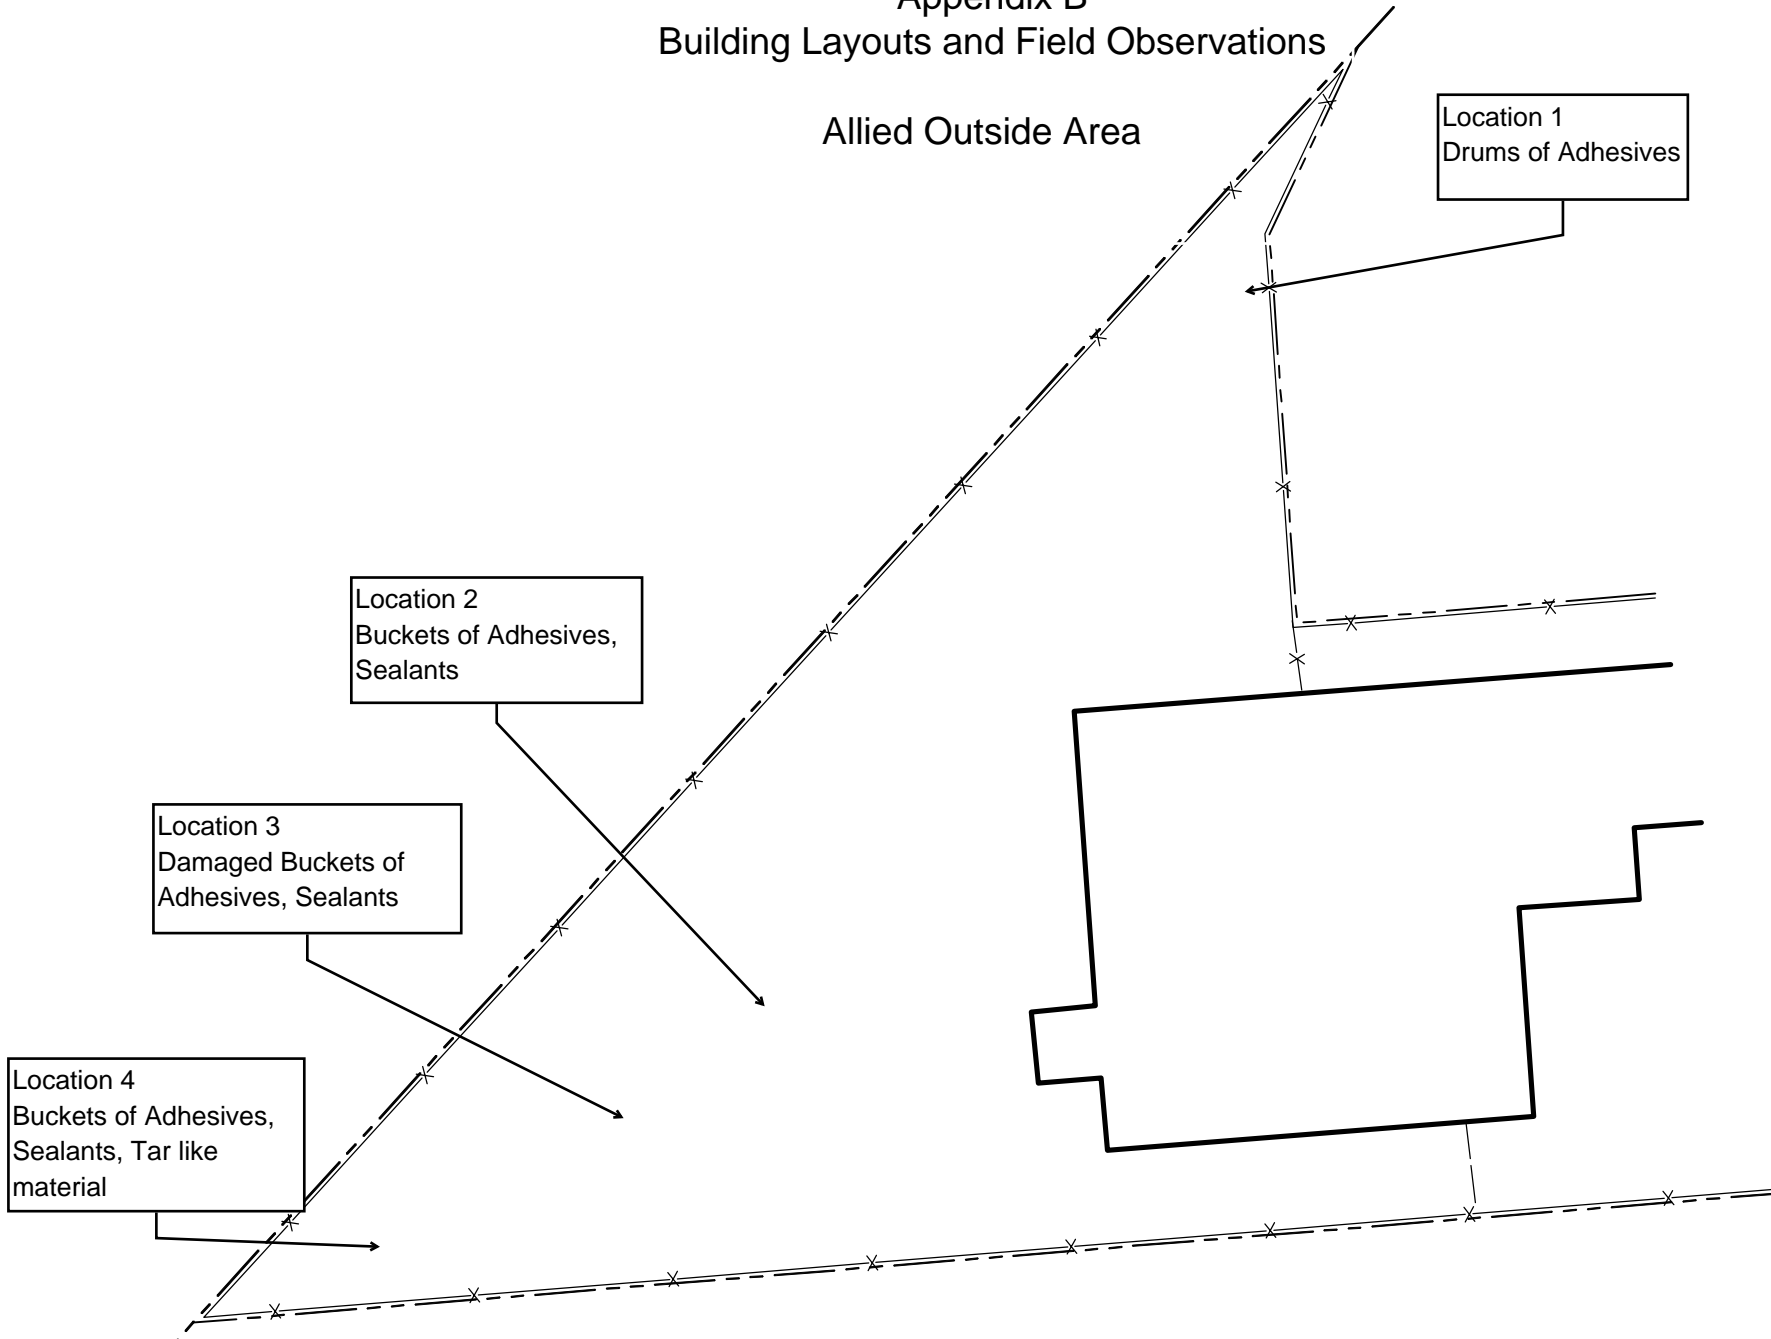 Appendix B
Building Layouts and Field Observations
Allied Outside Area
Location 1
Drums of Adhesives
Location 2
Buckets of Adhesives,
Sealants
Location 3
Damaged Buckets of
Adhesives, Sealants
Location 4
Buckets of Adhesives,
Sealants, Tar like
material